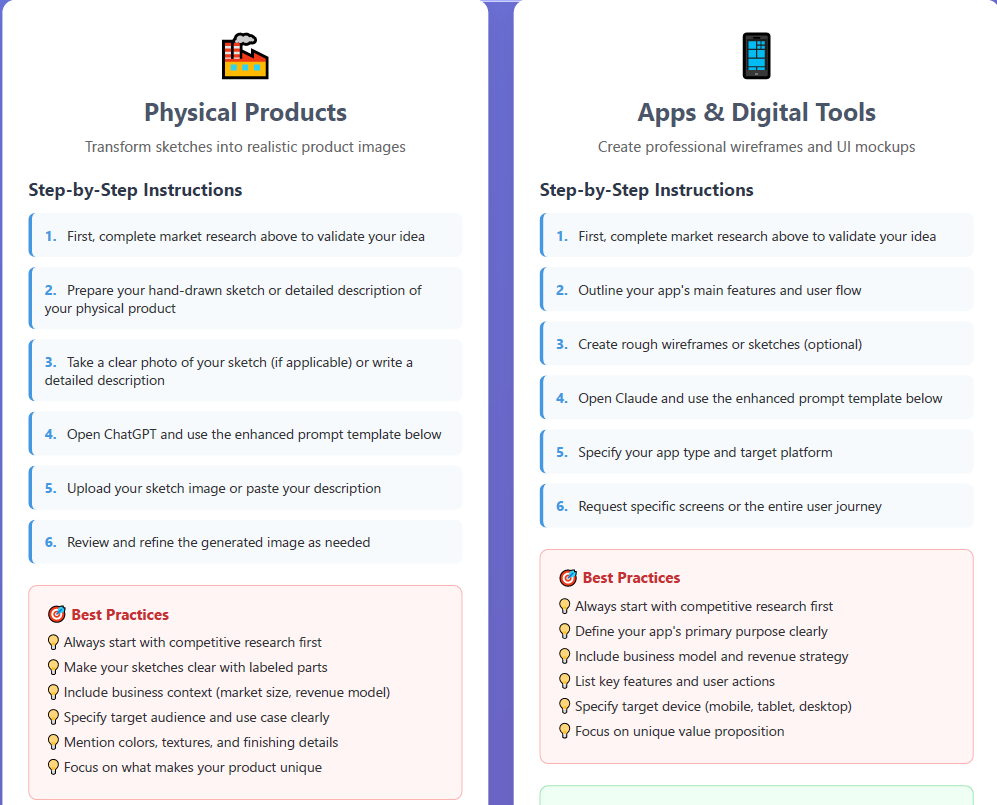 Physical Products
Transform sketches into realistic product images
Step-by-Step Instructions
1. First, complete market research above to validate your idea
2. Prepare your hand-drawn sketch or detailed description of
your physical product
3. Take a clear photo of your sketch (if applicable) or write a
detailed description
4. Open ChatGPT and use the enhanced prompt template below
5. Upload your sketch image or paste your description
6. Review and refine the generated image as needed
Best Practices
Always start with competitive research first
Make your sketches clear with labeled parts
Include business context (market size, revenue model)
Specify target audience and use case clearly
Mention colors, textures, and finishing details
Focus on what makes your product unique
Apps & Digital Tools
Create professional wireframes and UI mockups
Step-by-Step Instructions
1. First, complete market research above to validate your idea
2. Outline your app's main features and user flow
3. Create rough wireframes or sketches (optional)
4. Open Claude and use the enhanced prompt template below
5. Specify your app type and target platform
6. Request specific screens or the entire user journey
Best Practices
Always start with competitive research first
Define your app's primary purpose clearly
Include business model and revenue strategy
List key features and user actions
Specify target device (mobile, tablet, desktop)
Focus on unique value proposition